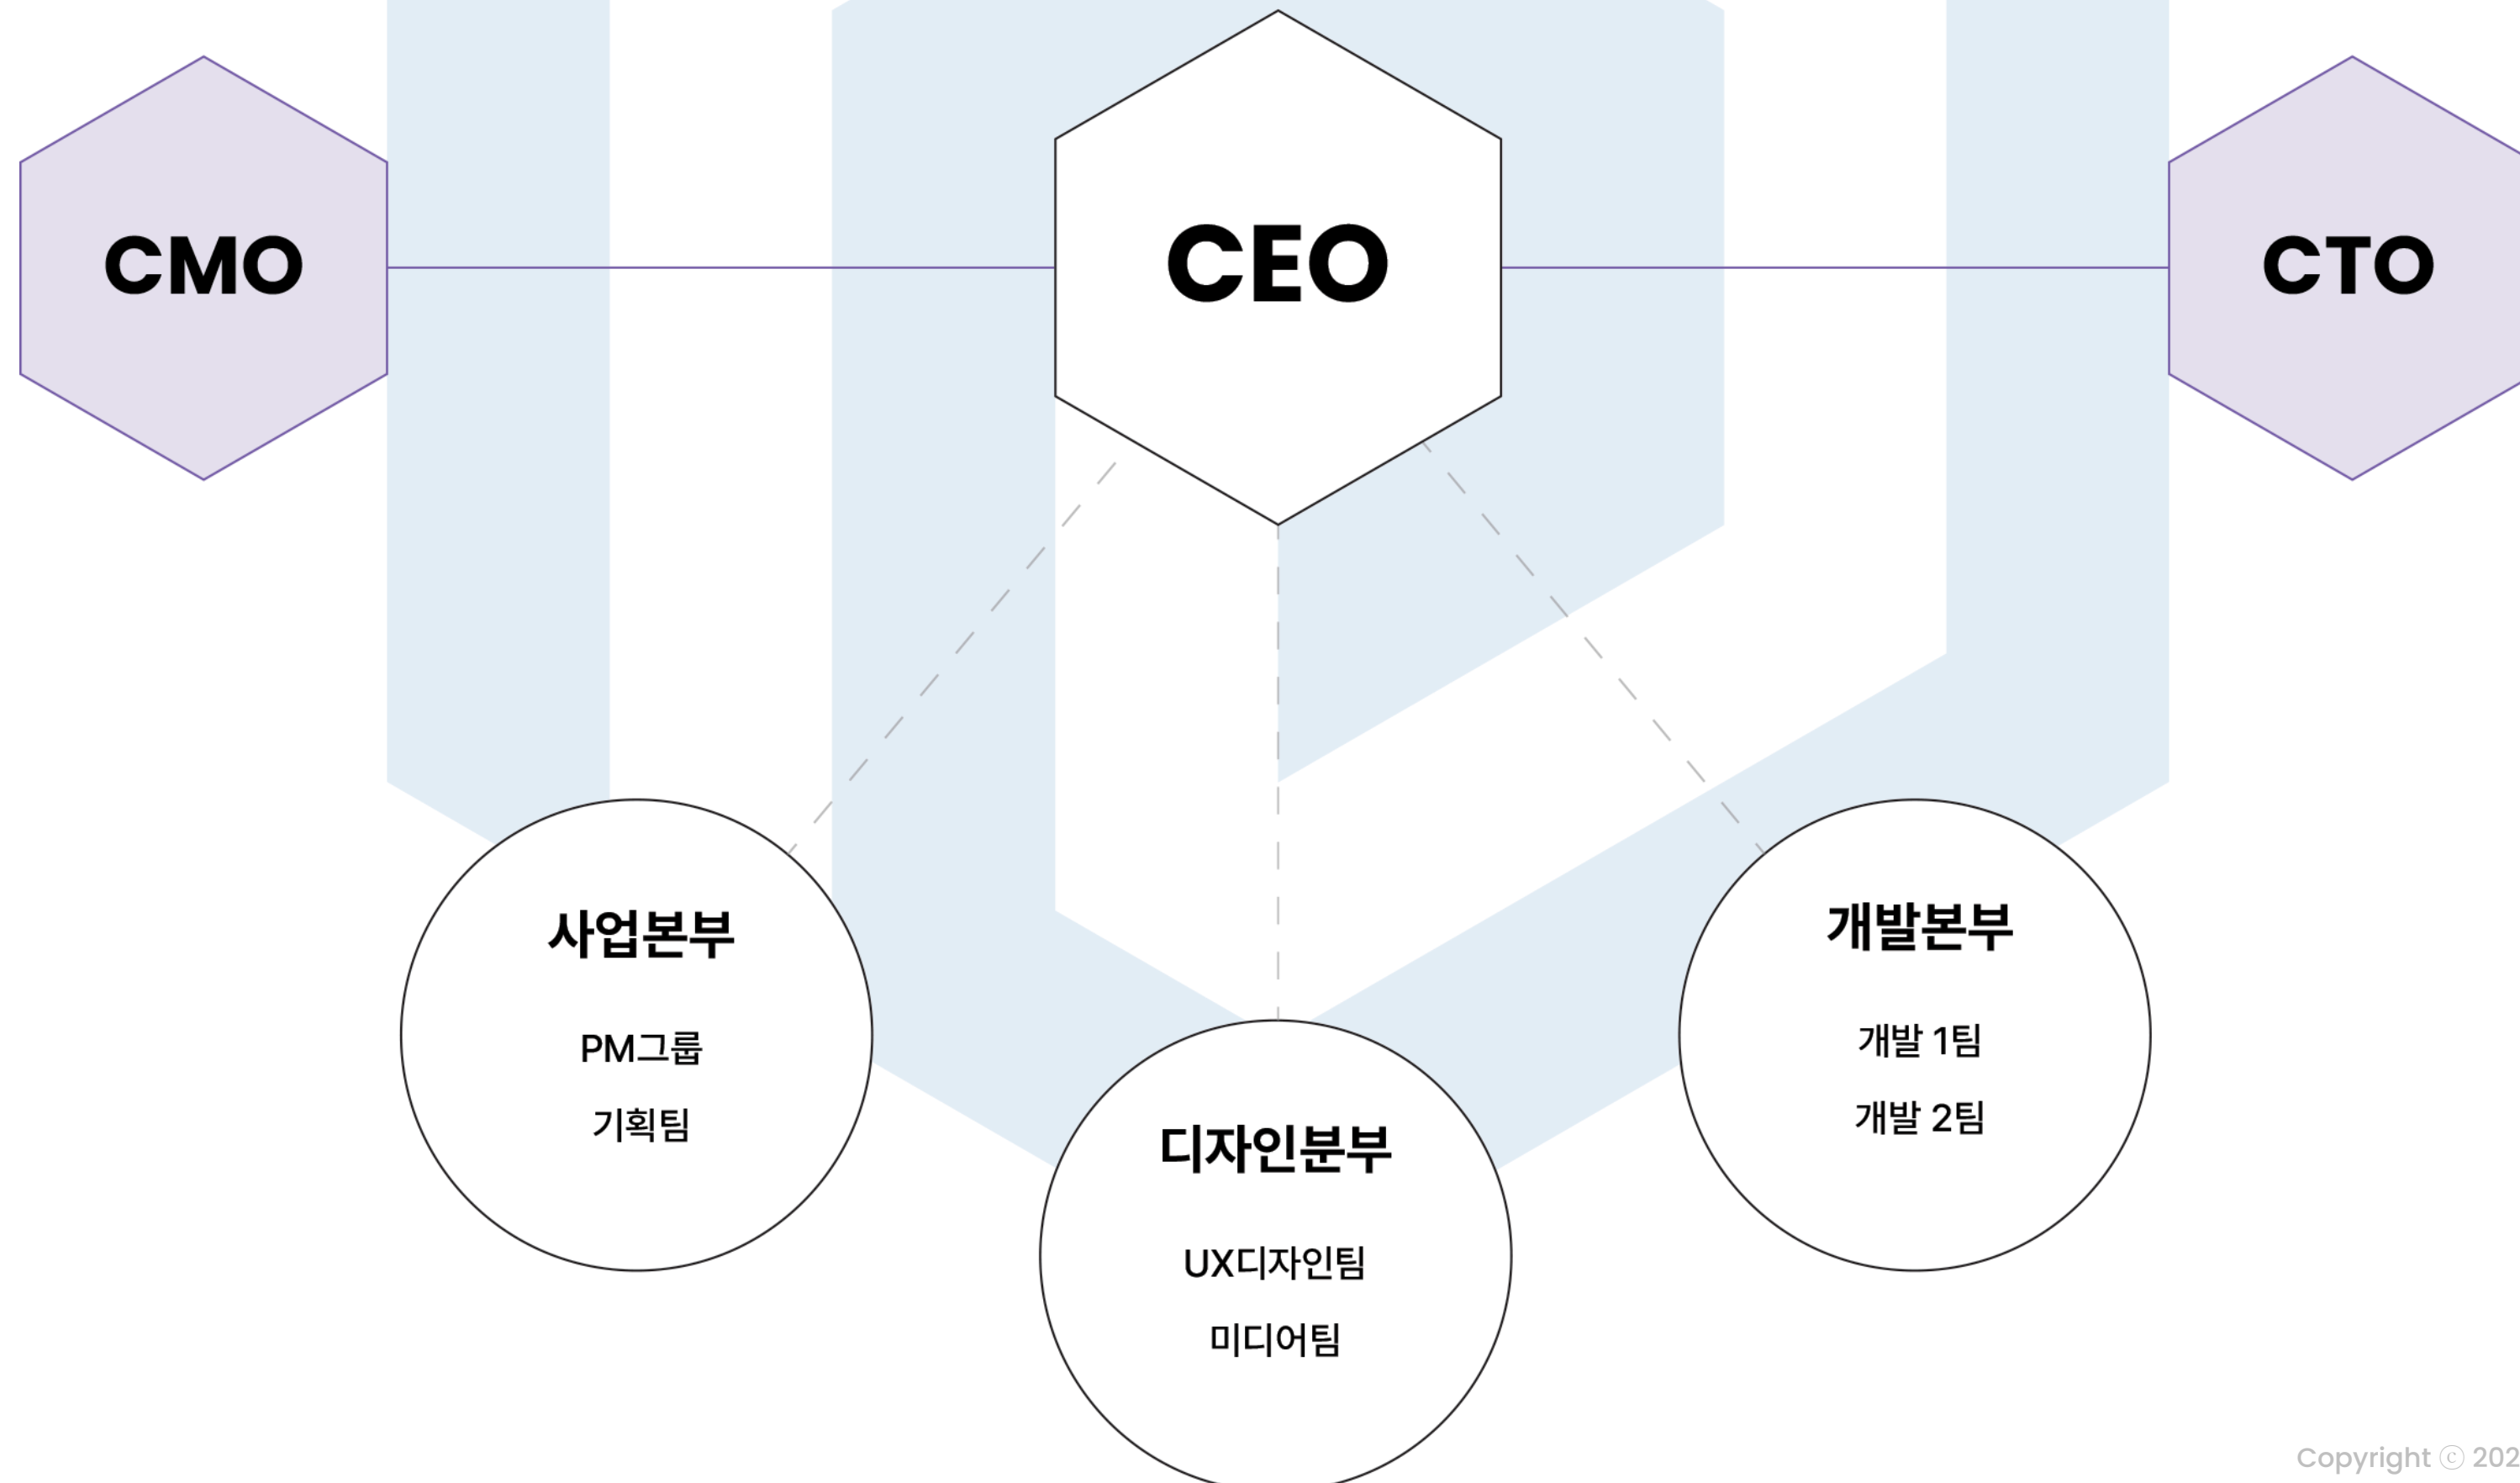 CMO
CEO
CTO
사업본부
PM그룹
기획팀
디자인분부
UX디자인팀
미디어팀
개발본부
개발 1팀
개발 2팀
Copyright ⓒ 202